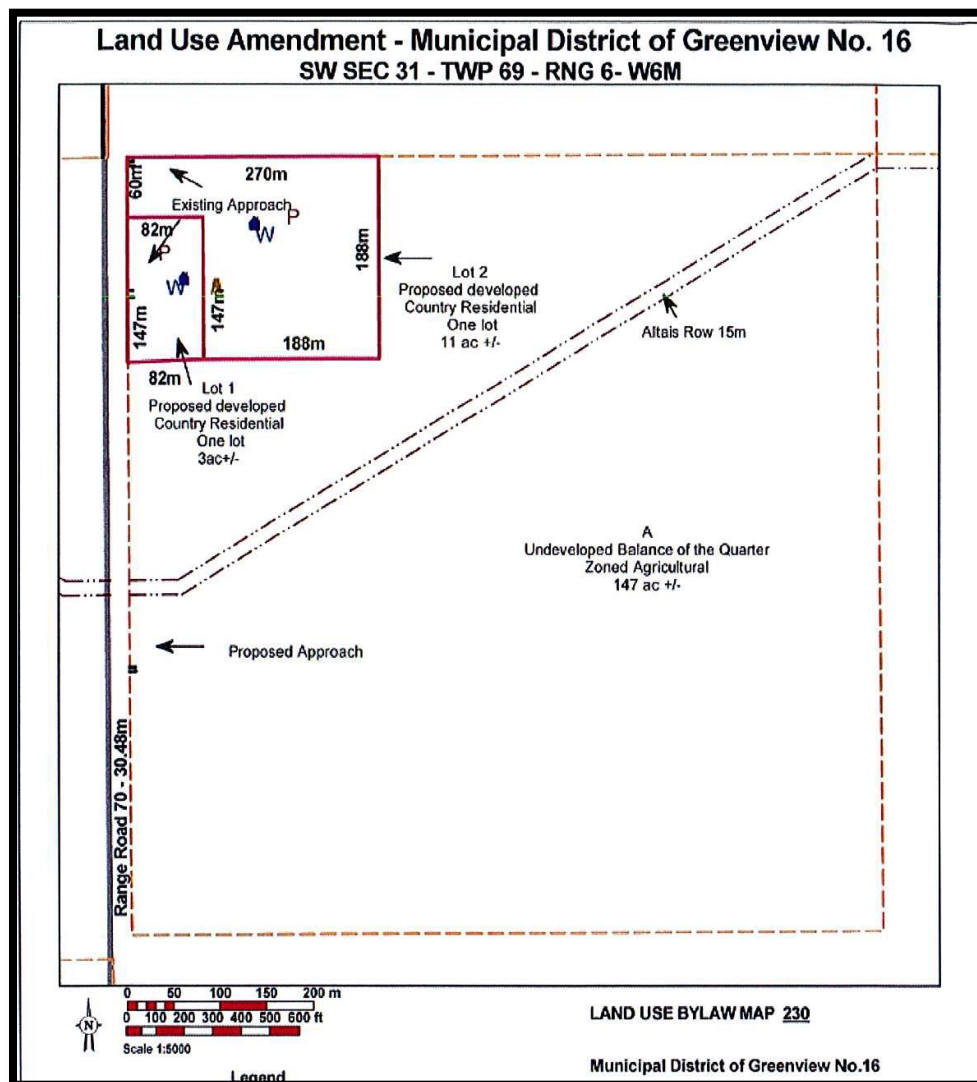 Land Use Amendment - Municipal District of Greenview No. 16
SW SEC 31 - TWP 69 - RNG 6- W6M
60m
270m
Existing Approach
82m
P
W
P
W
A
147m
147m
188m
188m
82m
Lot 1
Proposed developed
Country Residential
One lot
3ac+/-
Lot 2
Proposed developed
Country Residential
One lot
11 ac +/-
Altais Row 15m
A
Undeveloped Balance of the Quarter
Zoned Agricultural
147 ac +/-
Proposed Approach
Range Road 70 - 30.48m
N
0 50 100 150 200 m
0 100 200 300 400 500 600 ft
Scale 1:5000
Legend
LAND USE BYLAW MAP 230
Municipal District of Greenview No.16